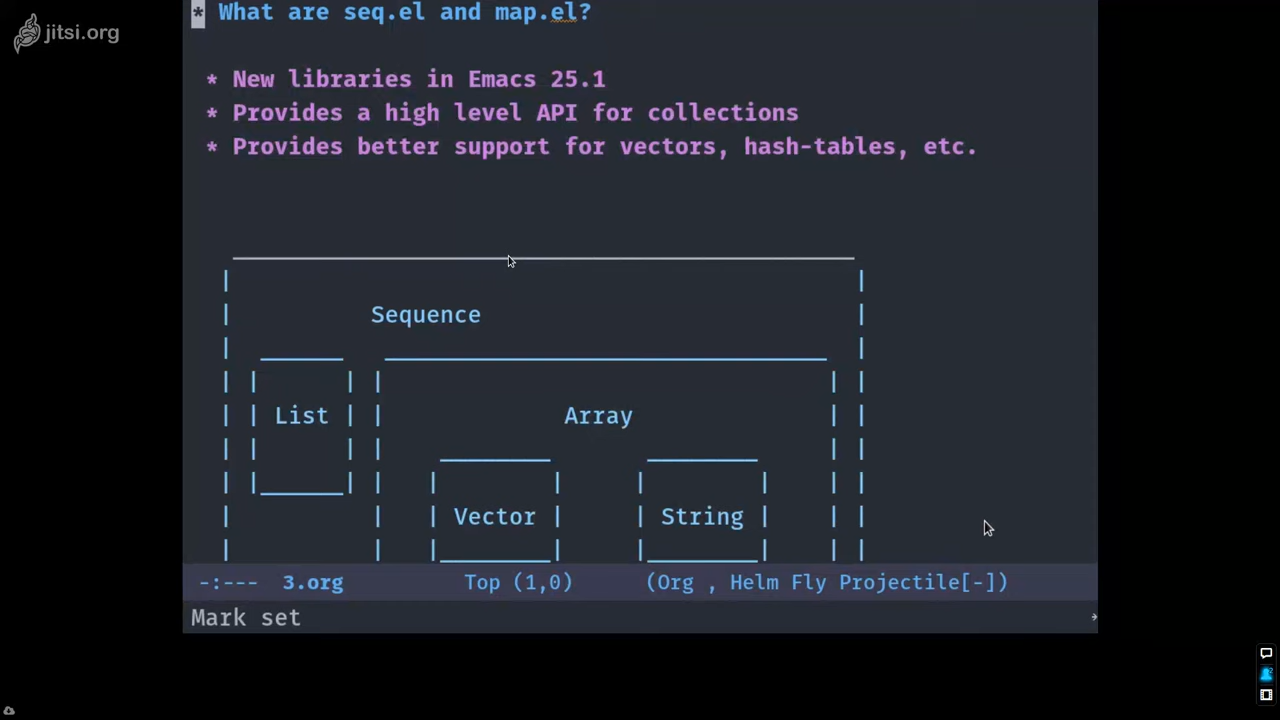 jitsi.org
* What are seq.el and map.el?
* New libraries in Emacs 25.1
* Provides a high level API for collections
* Provides better support for vectors, hash-tables, etc.
Sequence
List
Array
Vector
String
-:--- 3.org Top (1,0) (Org , Helm Fly Projectile[-])
Mark set